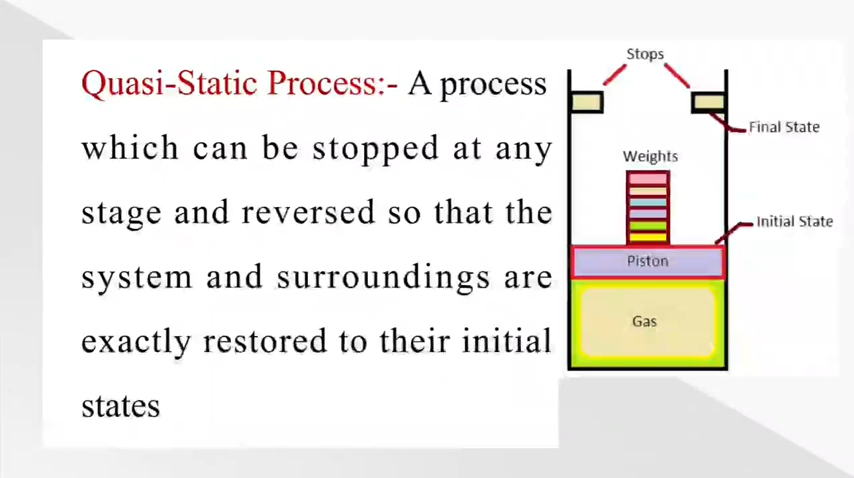 Quasi-Static Process:- A process
which can be stopped at any
stage and reversed so that the
system and surroundings are
exactly restored to their initial
states
Stops
Final State
Weights
Initial State
Piston
Gas